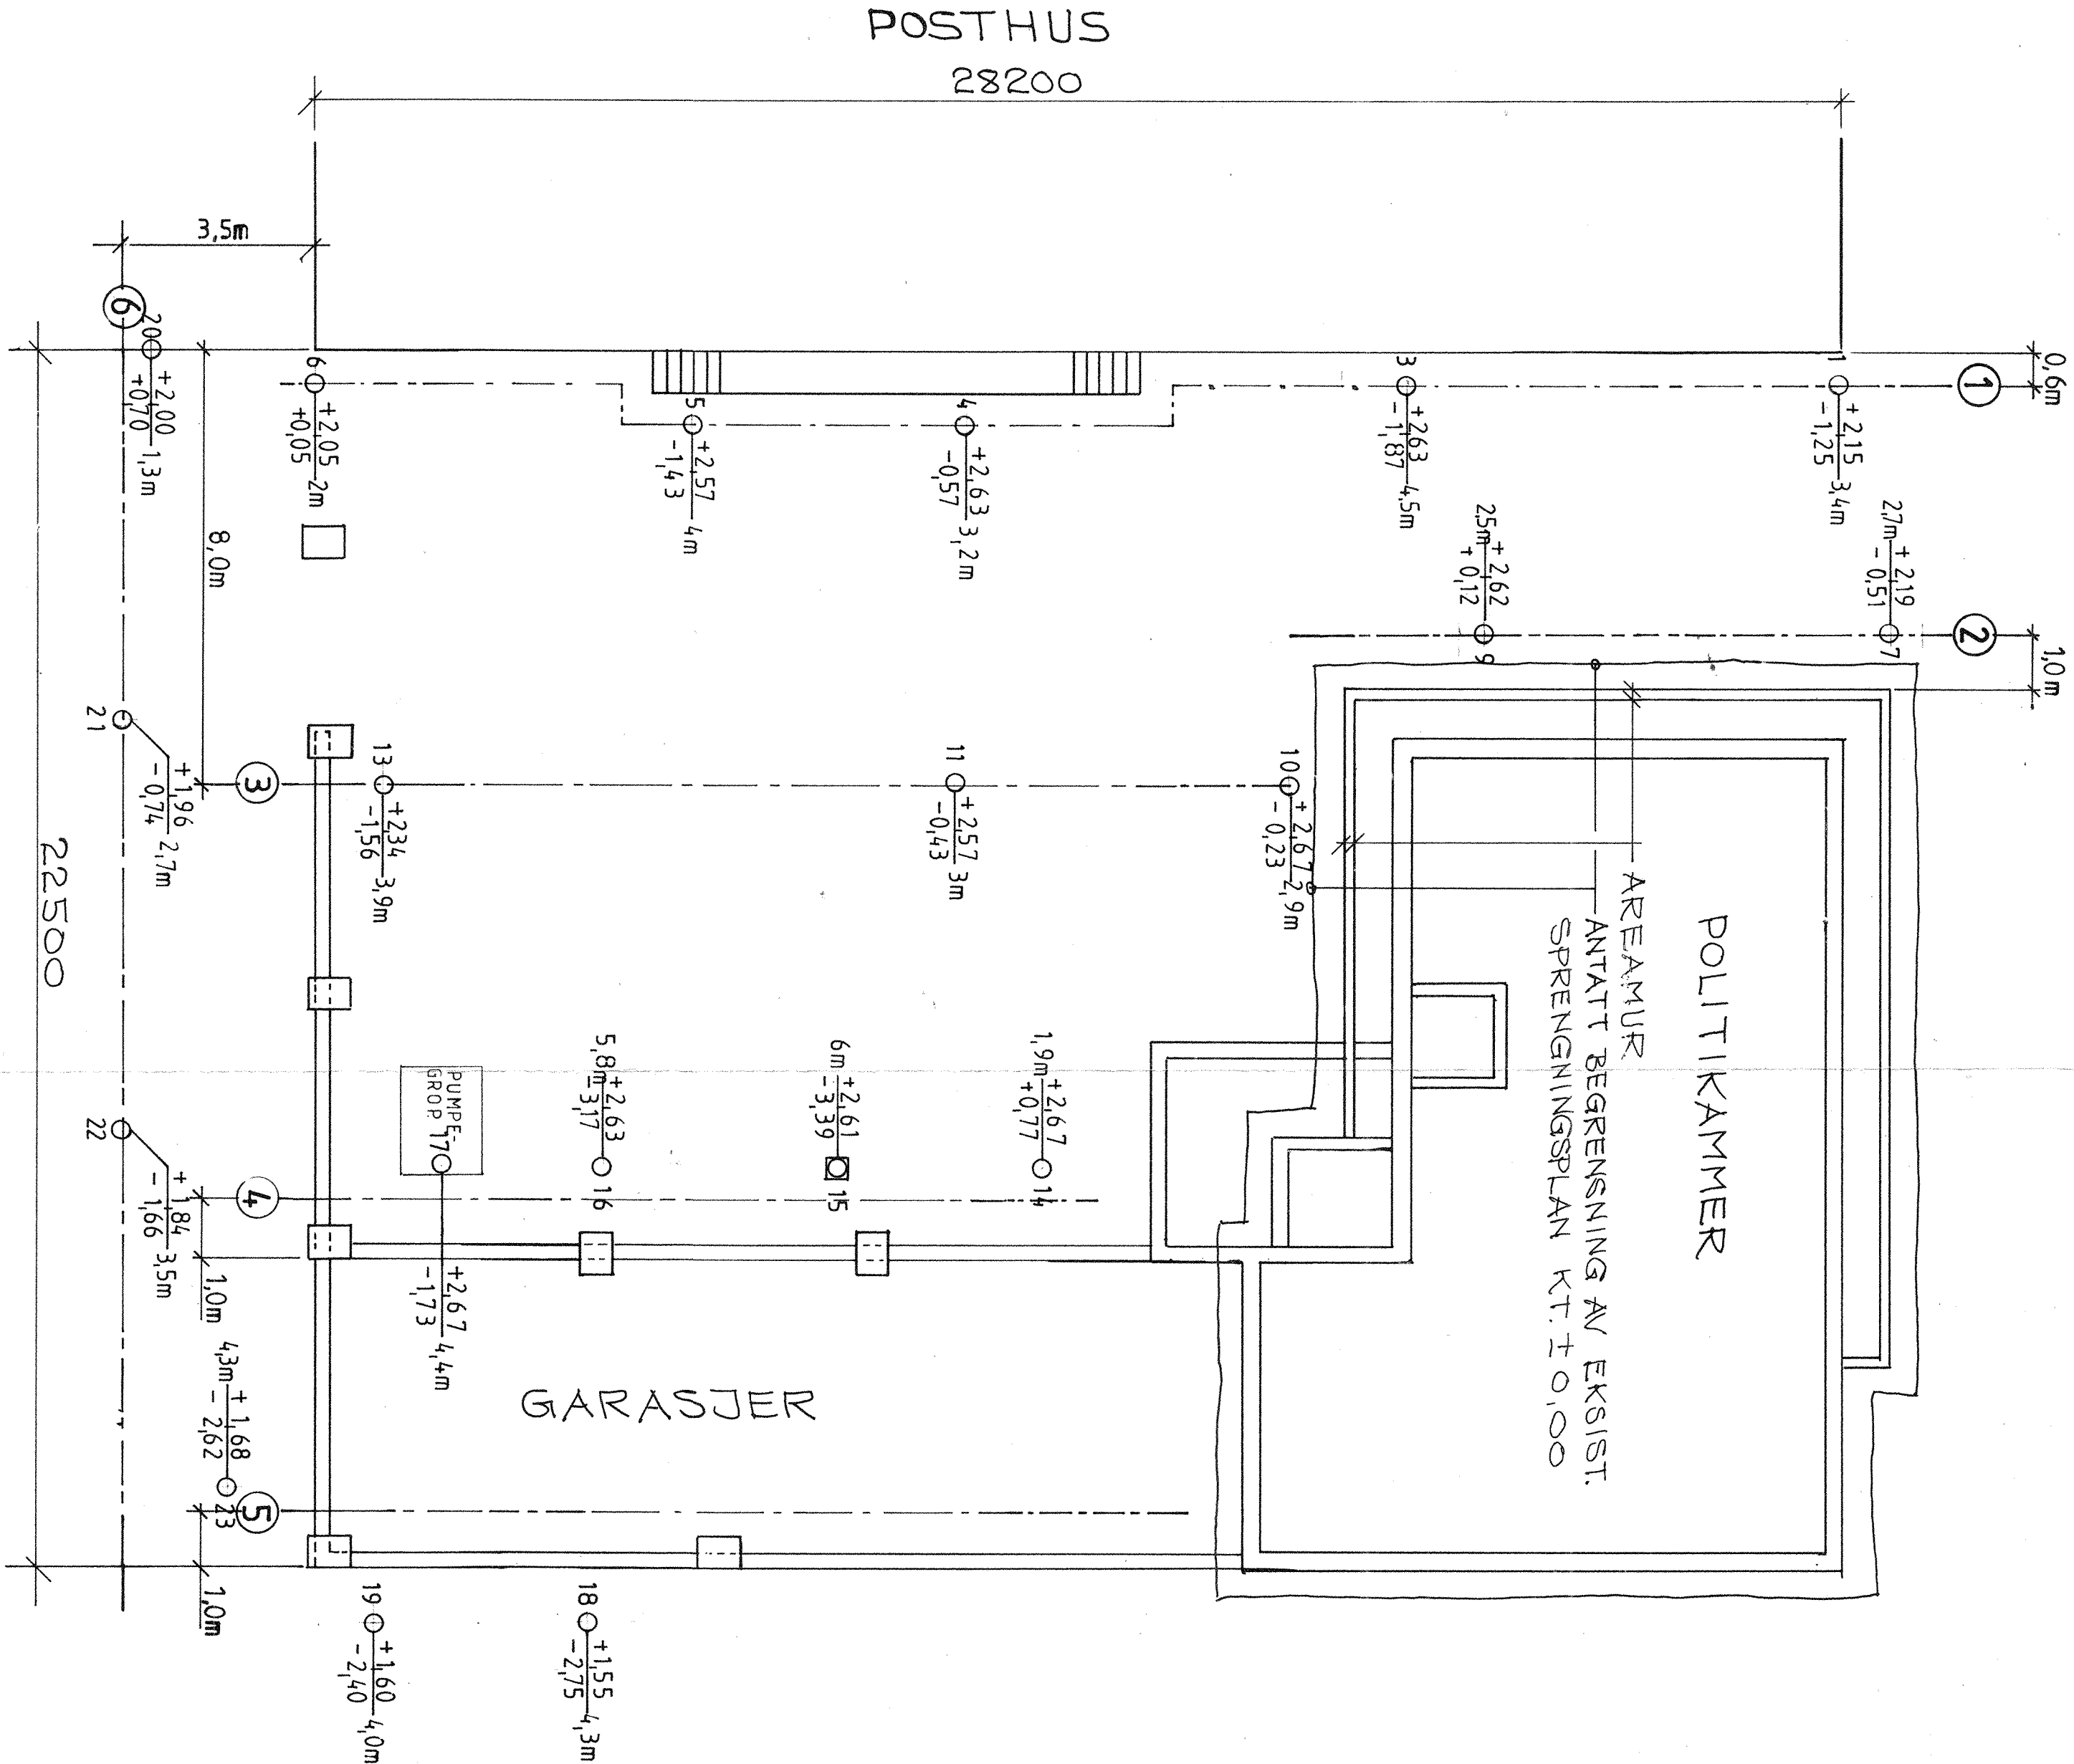 POSTHUS
28200
3,5m
0,6m
1
6
20
+2,00
+0,70
1,3m
6
+2,05
+0,05
2m
5
+2,57
-1,43
4m
4
+2,63
-0,57
3,2m
3
+2,63
-1,87
4,5m
1
+2,15
-1,25
3,4m
2,5m
+2,62
+0,12
9
2,7m
+2,19
-0,51
7
2
1,0m
8,0m
21
+1,96
-0,74
2,7m
3
13
+2,34
-1,56
3,9m
11
+2,57
-0,43
3m
10
+2,67
-0,23
2,9m
22500
POLITIKAMMER
AREAMUR
ANTATT BEGRENSNING AV EKSIST.
SPRENGNINGSPLAN KT. ± 0,00
PUMPE-
GROP
17
+2,67
-1,73
4,4m
5,8m
+2,63
-3,17
16
6m
+2,61
-3,39
15
1,9m
+2,67
+0,77
14
22
+1,84
-1,66
3,5m
4
1,0m
GARASJER
4,3m
+1,68
-2,62
23
5
1,0m
19
+1,60
-2,40
4,0m
18
+1,55
-2,75
4,3m